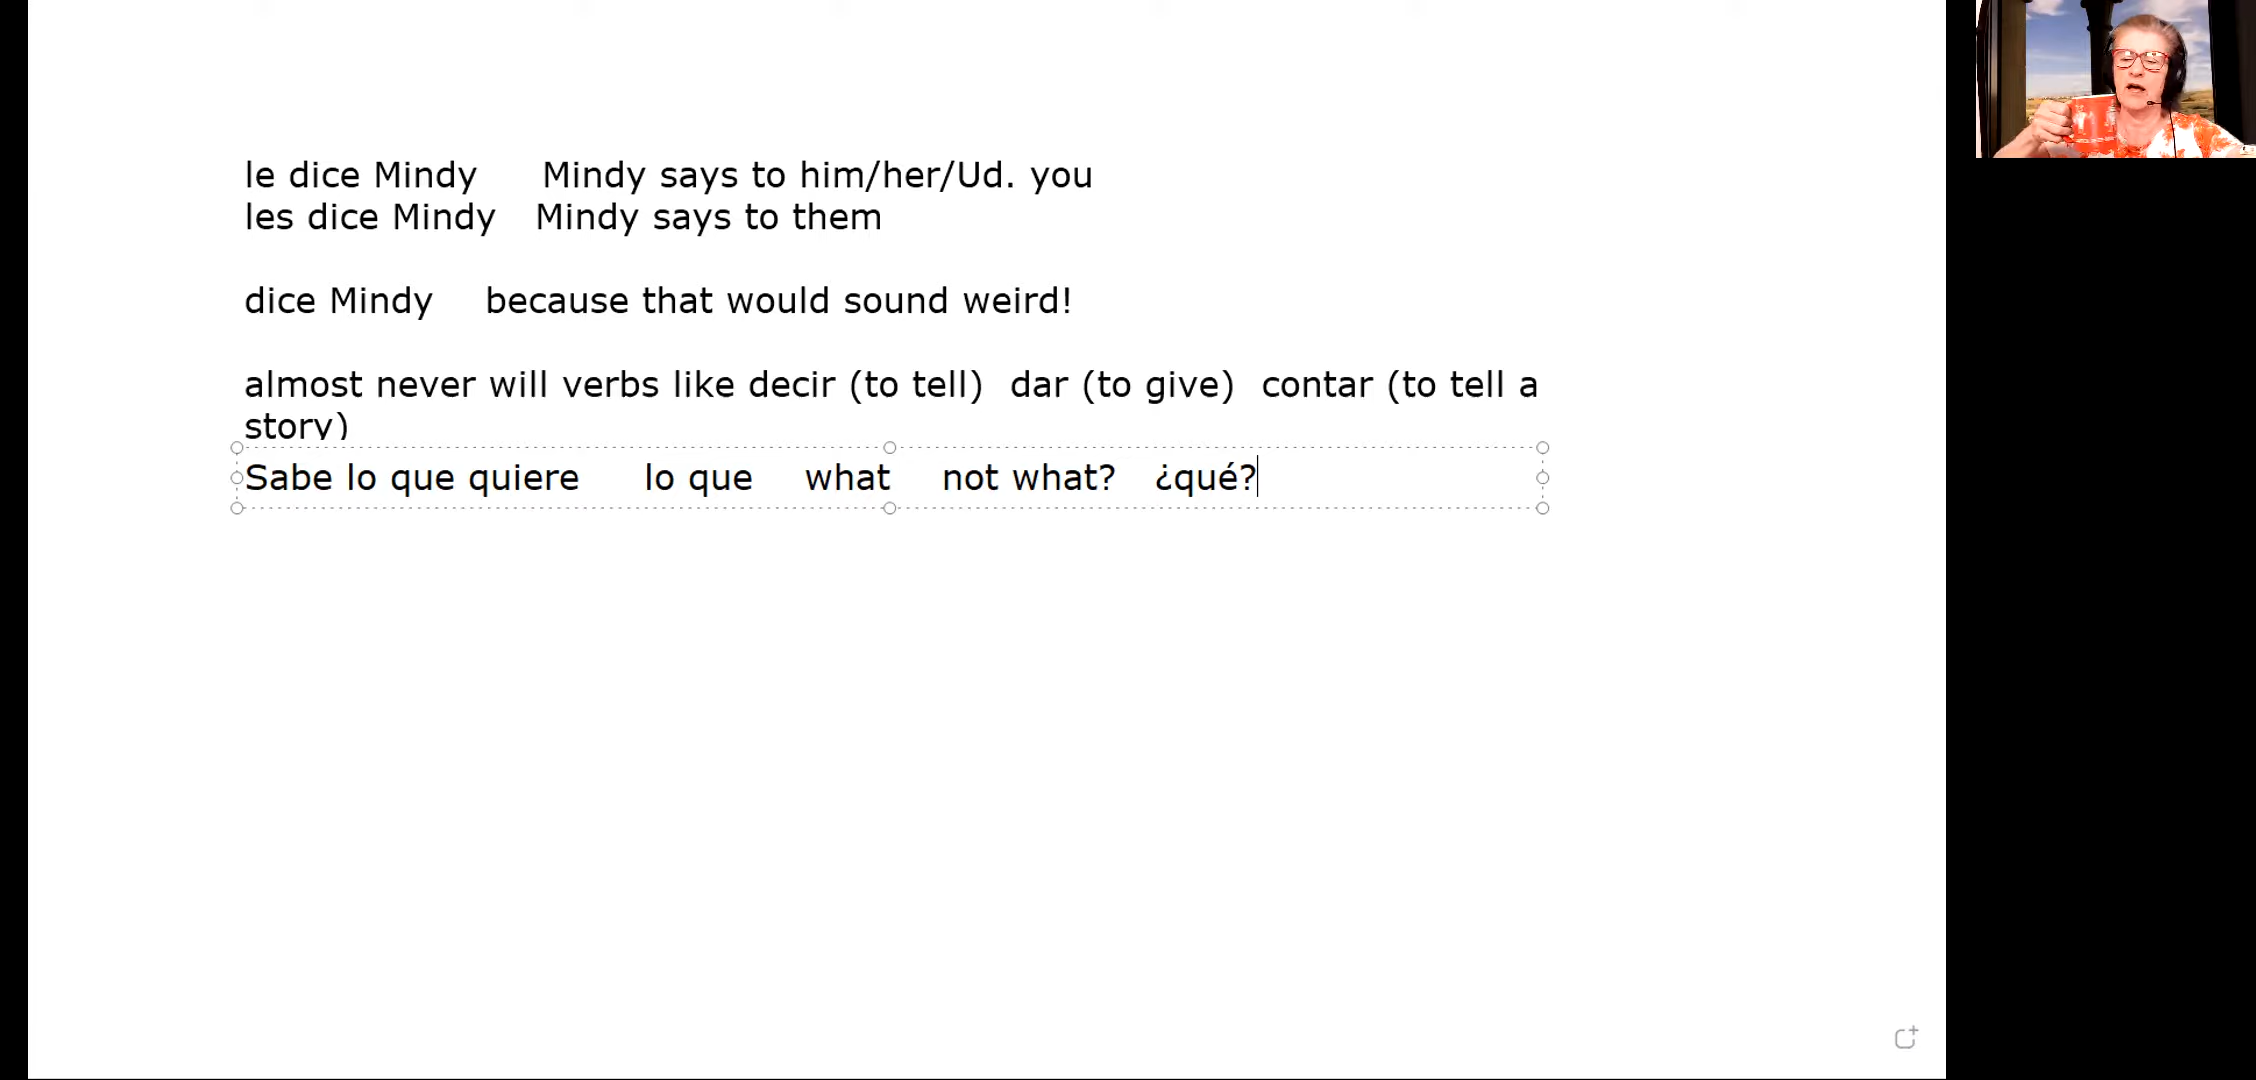 le dice Mindy Mindy says to him/her/Ud. you
les dice Mindy Mindy says to them
dice Mindy because that would sound weird!
almost never will verbs like decir (to tell) dar (to give) contar (to tell a
story)
Sabe lo que quiere lo que what not what? ¿qué?